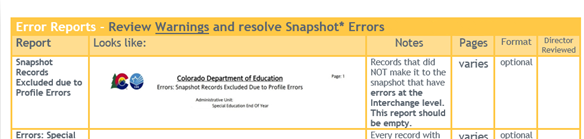 Error Reports - Review Warnings and resolve Snapshot* Errors
Report Looks like: Notes Pages Format Director Reviewed
Snapshot Records Excluded due to Profile Errors
Colorado Department of Education
Page: 1
Errors: Snapshot Records Excluded Due to Profile Errors
Administrative Unit:
Special Education End Of Year
Records that did
NOT make it to the
snapshot that have
errors at the
Interchange level.
This report should
be empty.
varies
optional
Errors: Special
Every record with
varies
optional